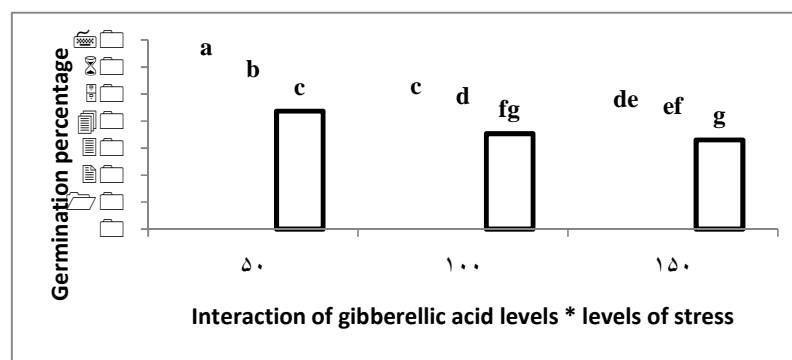 Germination percentage
a b c c d fg de ef g
۵۰ ۱۰۰ ۱۵۰
Interaction of gibberellic acid levels * levels of stress